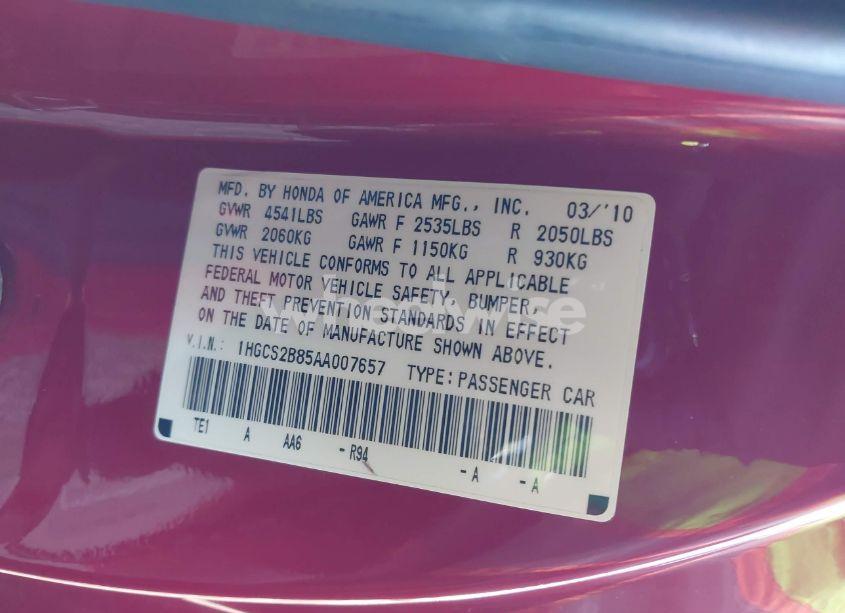 MFD. BY HONDA OF AMERICA MFG., INC. 03/'10
GVWR 4541LBS GAWR F 2535LBS R 2050LBS
GVWR 2060KG GAWR F 1150KG R 930KG
THIS VEHICLE CONFORMS TO ALL APPLICABLE
FEDERAL MOTOR VEHICLE SAFETY, BUMPER,
AND THEFT PREVENTION STANDARDS IN EFFECT
ON THE DATE OF MANUFACTURE SHOWN ABOVE.
V.I.N.: 1HGCS2B85AA007657 TYPE:PASSENGER CAR
TE1 A AA6 -R94 -A -A
wheelwise